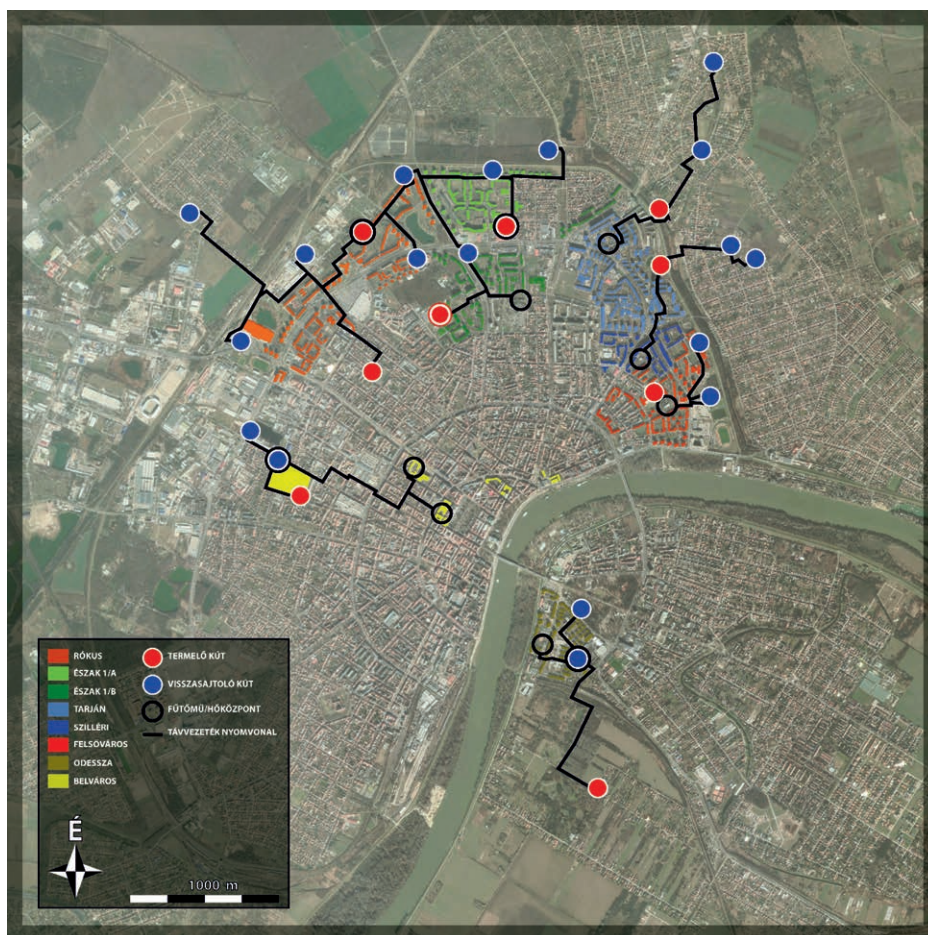 RÓKUS
ÉSZAK 1/A
ÉSZAK 1/B
TARJÁN
SZILLÉRI
FELSŐVÁROS
ODESSZA
BELVÁROS
TERMELŐ KÚT
VISSZASAJTOLÓ KÚT
FŰTŐMŰ/HŐKÖZPONT
TÁVVEZETÉK NYOMVONAL
É
1000 m